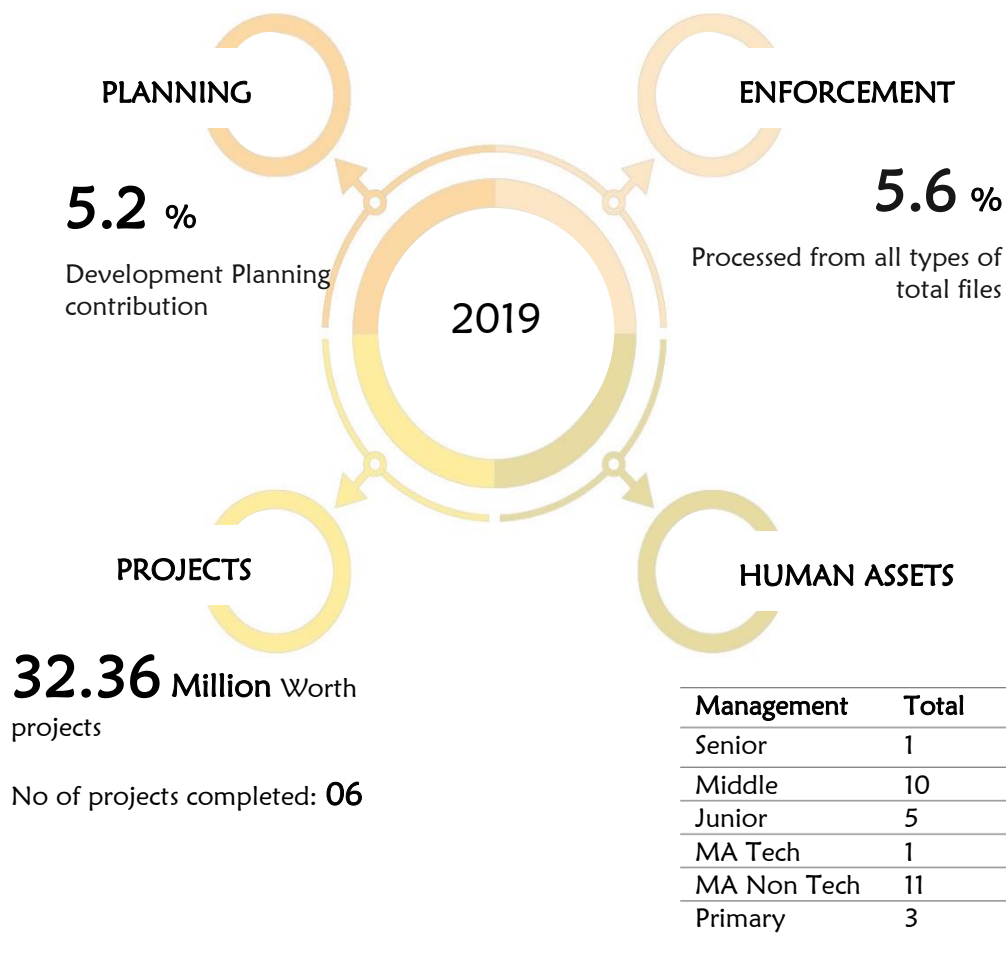 PLANNING
5.2 %
Development Planning
contribution
ENFORCEMENT
5.6 %
Processed from all types of
total files
2019
PROJECTS
32.36 Million Worth
projects
No of projects completed: 06
HUMAN ASSETS
Management Total
Senior 1
Middle 10
Junior 5
MA Tech 1
MA Non Tech 11
Primary 3